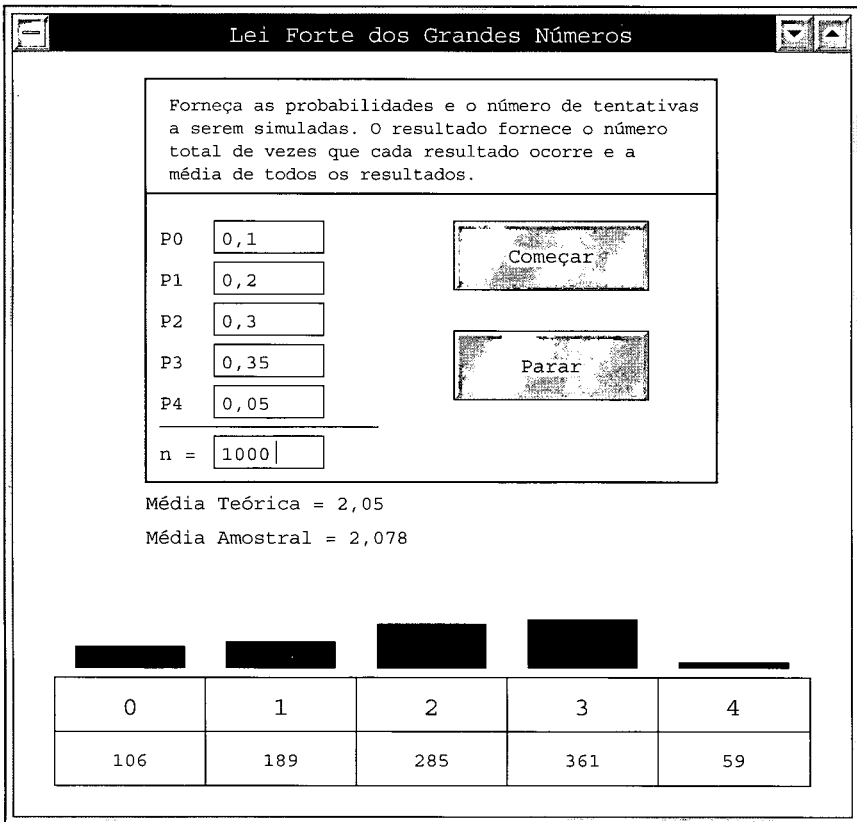 Lei Forte dos Grandes Números
Forneça as probabilidades e o número de tentativas
a serem simuladas. O resultado fornece o número
total de vezes que cada resultado ocorre e a
média de todos os resultados.
P0 0,1
Começar
P1 0,2
P2 0,3
P3 0,35
Parar
P4 0,05
n = 1000
Média Teórica = 2,05
Média Amostral = 2,078
0 1 2 3 4
106 189 285 361 59